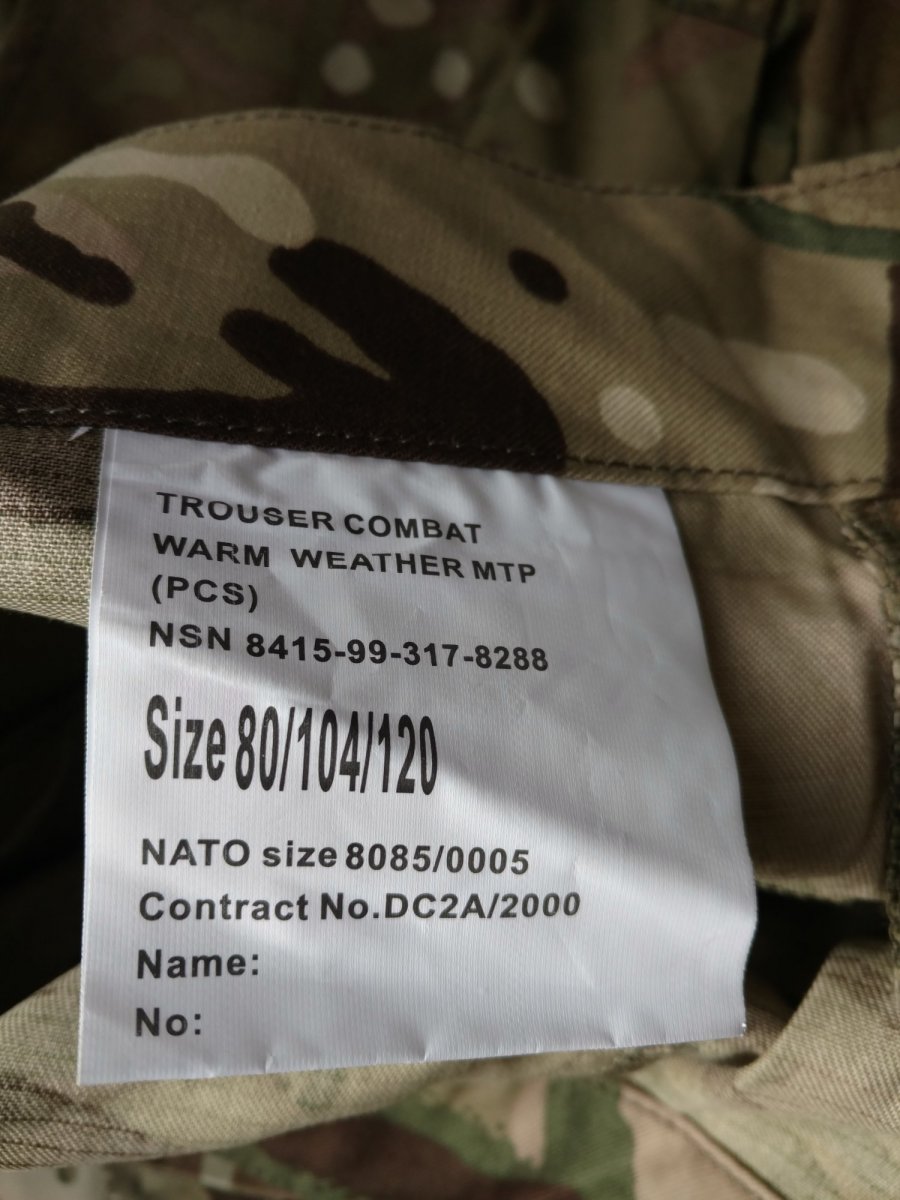 TROUSER COMBAT
WARM WEATHER MTP
(PCS)
NSN 8415-99-317-8288
Size 80/104/120
NATO size 8085/0005
Contract No.DC2A/2000
Name:
No: